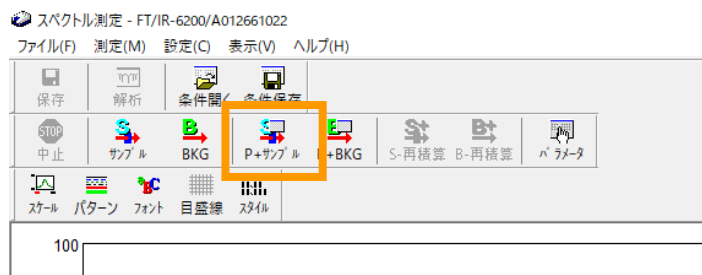 スペクトル測定 - FT/IR-6200/A012661022
ファイル(F) 測定(M) 設定(C) 表示(V) ヘルプ(H)
保存 解析 条件開く 条件保存
STOP
中止 サンプル BKG P+サンプル P+BKG S-再積算 B-再積算 パラメータ
スケール パターン フォント 目盛線 スタイル
100